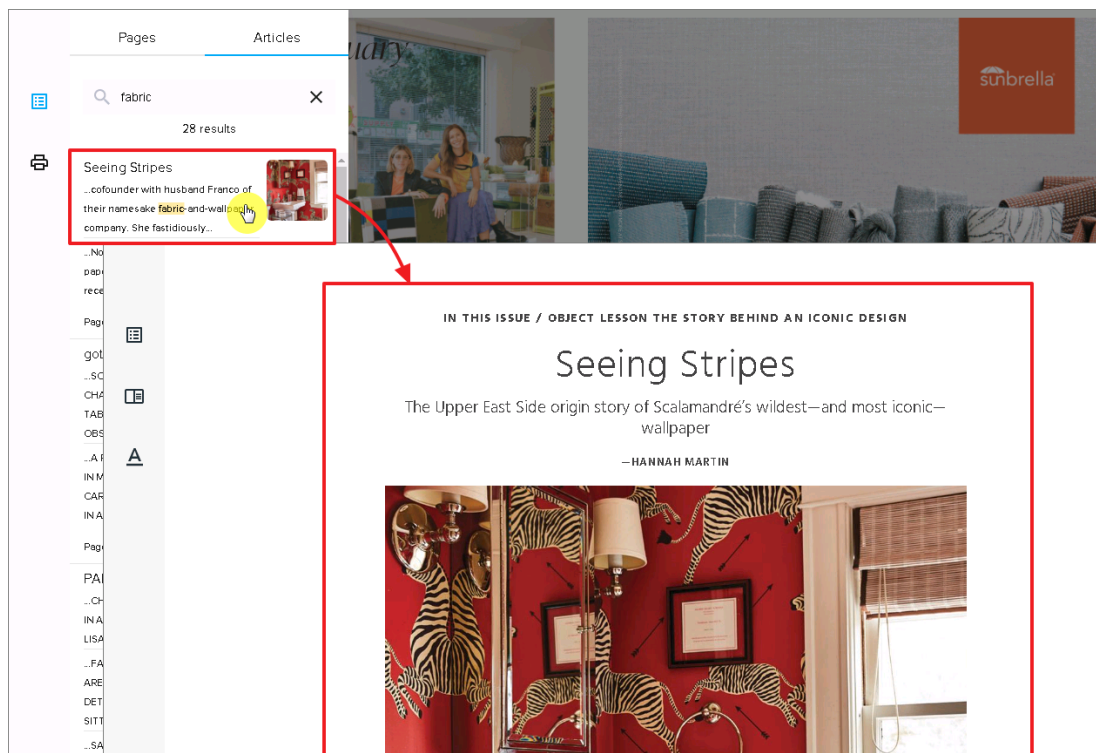 Pages
Articles
uary
sunbrella
fabric
28 results
Seeing Stripes
...cofounder with husband Franco of
their namesake fabric-and-wallpaper
company. She fastidiously...
...No
pap
rece
Page
got
...SC
CHA
TAB
OBS
...A F
IN M
CAR
IN A
Page
PAI
...CH
IN A
LISA
...FA
ARE
DET
SITT
...SA
A
IN THIS ISSUE / OBJECT LESSON THE STORY BEHIND AN ICONIC DESIGN
Seeing Stripes
The Upper East Side origin story of Scalamandré’s wildest—and most iconic—
wallpaper
—HANNAH MARTIN